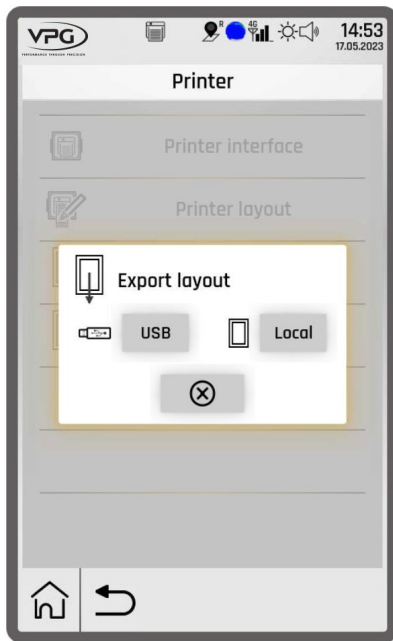 VPG
PERFORMANCE THROUGH PRECISION
R
4G
14:53
17.05.2023
Printer
Printer interface
Printer layout
Export layout
USB
Local